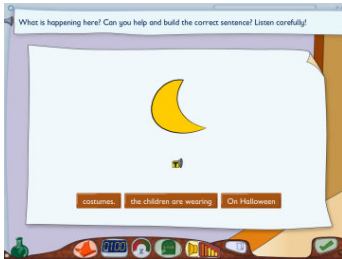 What is happening here? Can you help and build the correct sentence? Listen carefully!
costumes. the children are wearing On Halloween